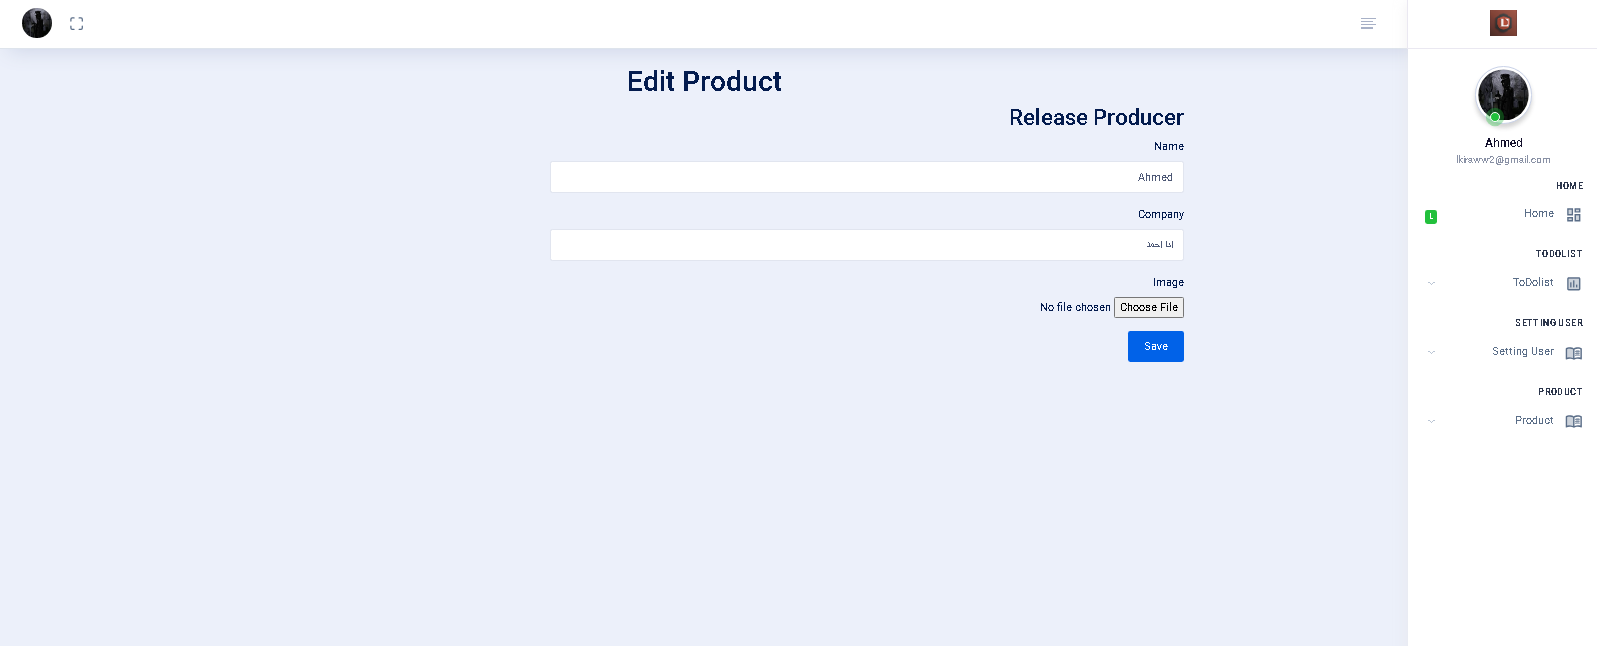 Edit Product
Release Producer
Name
Ahmed
Company
انا احمد
Image
No file chosen Choose File
Save
L
Ahmed
lkiraww2@gmail.com
HOME
Home
L
TODOLIST
ToDolist
SETTING USER
Setting User
PRODUCT
Product